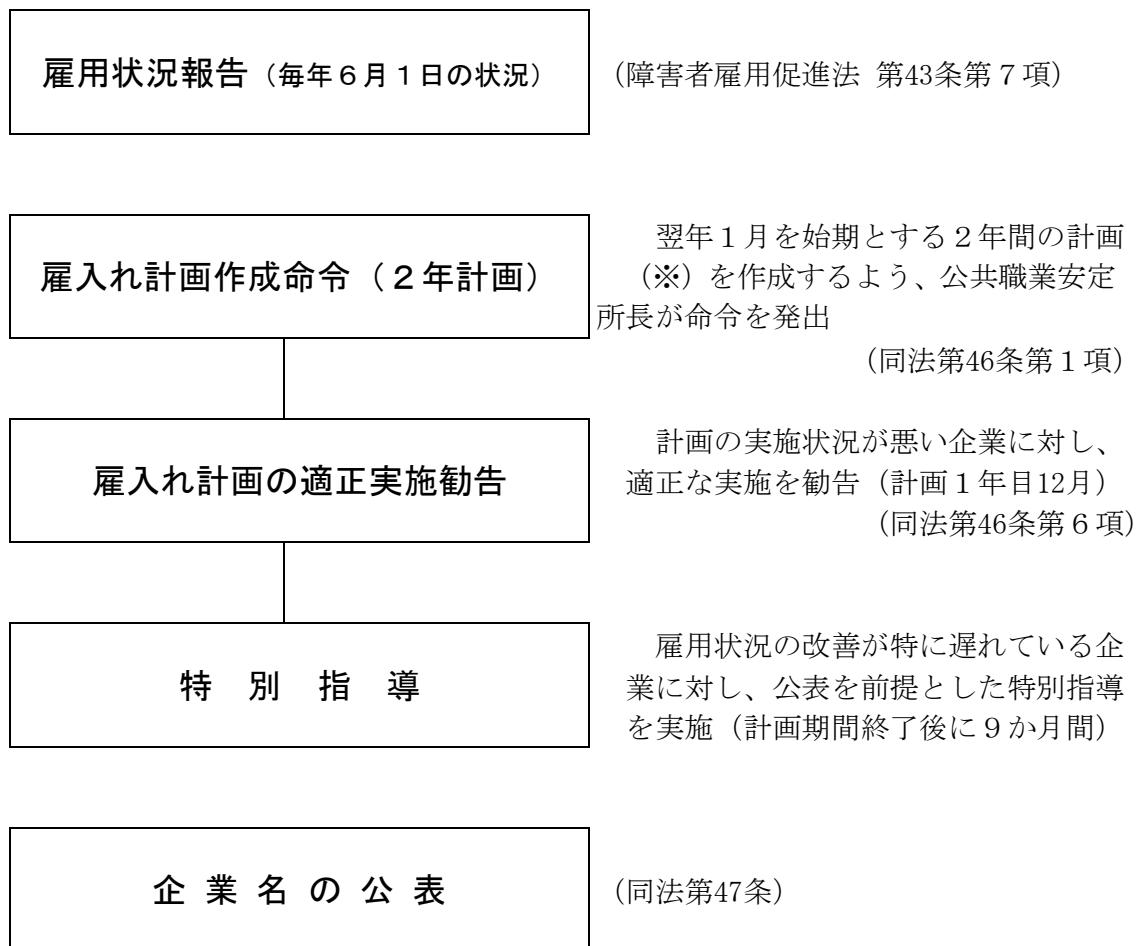 雇用状況報告（毎年６月１日の状況）
（障害者雇用促進法 第43条第７項）
雇入れ計画作成命令（２年計画）
翌年１月を始期とする２年間の計画
（※）を作成するよう、公共職業安定
所長が命令を発出
（同法第46条第１項）
雇入れ計画の適正実施勧告
計画の実施状況が悪い企業に対し、
適正な実施を勧告（計画１年目12月）
（同法第46条第６項）
特　別　指　導
雇用状況の改善が特に遅れている企
業に対し、公表を前提とした特別指導
を実施（計画期間終了後に９か月間）
企 業 名 の 公 表
（同法第47条）